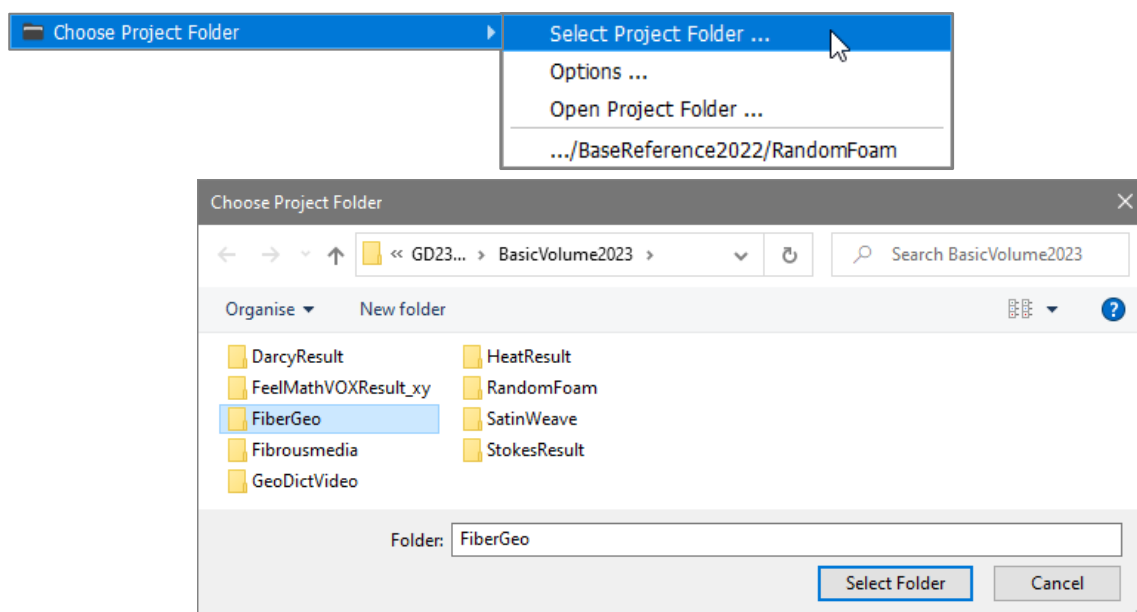 Choose Project Folder
Select Project Folder ...
Options ...
Open Project Folder ...
.../BaseReference2022/RandomFoam
Choose Project Folder
« GD23... › BasicVolume2023 ›
Search BasicVolume2023
Organise
New folder
?
DarcyResult
FeelMathVOXResult_xy
FiberGeo
Fibrousmedia
GeoDictVideo
HeatResult
RandomFoam
SatinWeave
StokesResult
Folder: FiberGeo
Select Folder
Cancel